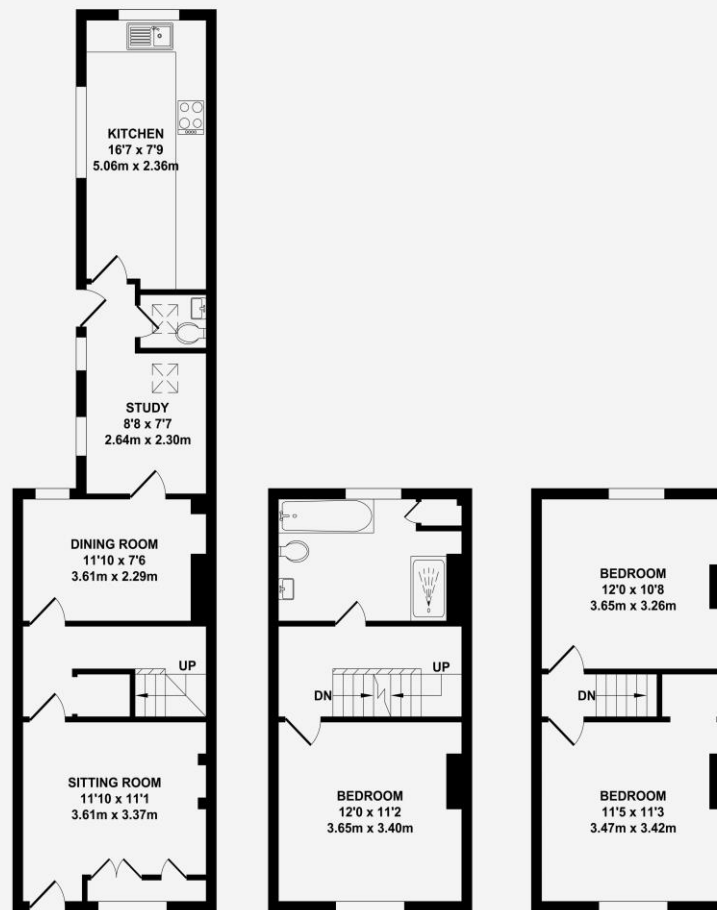 KITCHEN
16'7 x 7'9
5.06m x 2.36m
STUDY
8'8 x 7'7
2.64m x 2.30m
DINING ROOM
11'10 x 7'6
3.61m x 2.29m
UP
SITTING ROOM
11'10 x 11'1
3.61m x 3.37m
UP
DN
BEDROOM
12'0 x 11'2
3.65m x 3.40m
BEDROOM
12'0 x 10'8
3.65m x 3.26m
DN
BEDROOM
11'5 x 11'3
3.47m x 3.42m